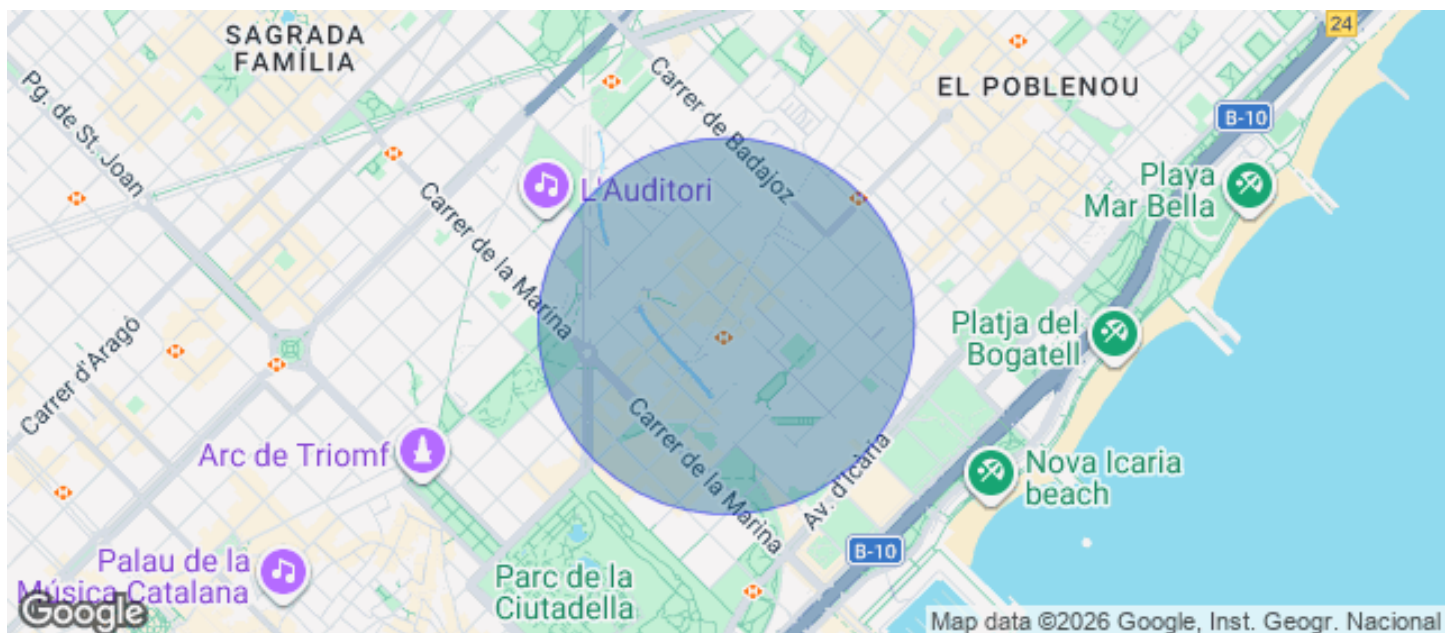 SAGRADA
FAMÍLIA
24
Pg. de St. Joan
Carrer de Badajoz
EL POBLENOU
B-10
L'Auditori
Playa
Mar Bella
Carrer de la Marina
Carrer d'Aragó
Platja del
Bogatell
Arc de Triomf
Carrer de la Marina
Av. d'Icària
Nova Icaria
beach
B-10
Palau de la
Música Catalana
Parc de la
Ciutadella
Google
Map data ©2026 Google, Inst. Geogr. Nacional